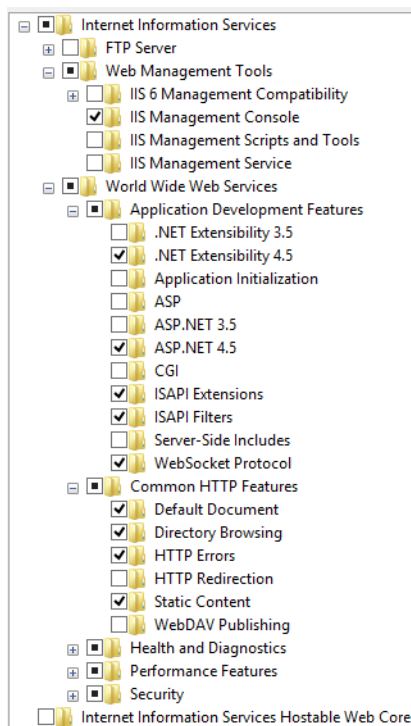 Internet Information Services
FTP Server
Web Management Tools
IIS 6 Management Compatibility
IIS Management Console
IIS Management Scripts and Tools
IIS Management Service
World Wide Web Services
Application Development Features
.NET Extensibility 3.5
.NET Extensibility 4.5
Application Initialization
ASP
ASP.NET 3.5
ASP.NET 4.5
CGI
ISAPI Extensions
ISAPI Filters
Server-Side Includes
WebSocket Protocol
Common HTTP Features
Default Document
Directory Browsing
HTTP Errors
HTTP Redirection
Static Content
WebDAV Publishing
Health and Diagnostics
Performance Features
Security
Internet Information Services Hostable Web Core